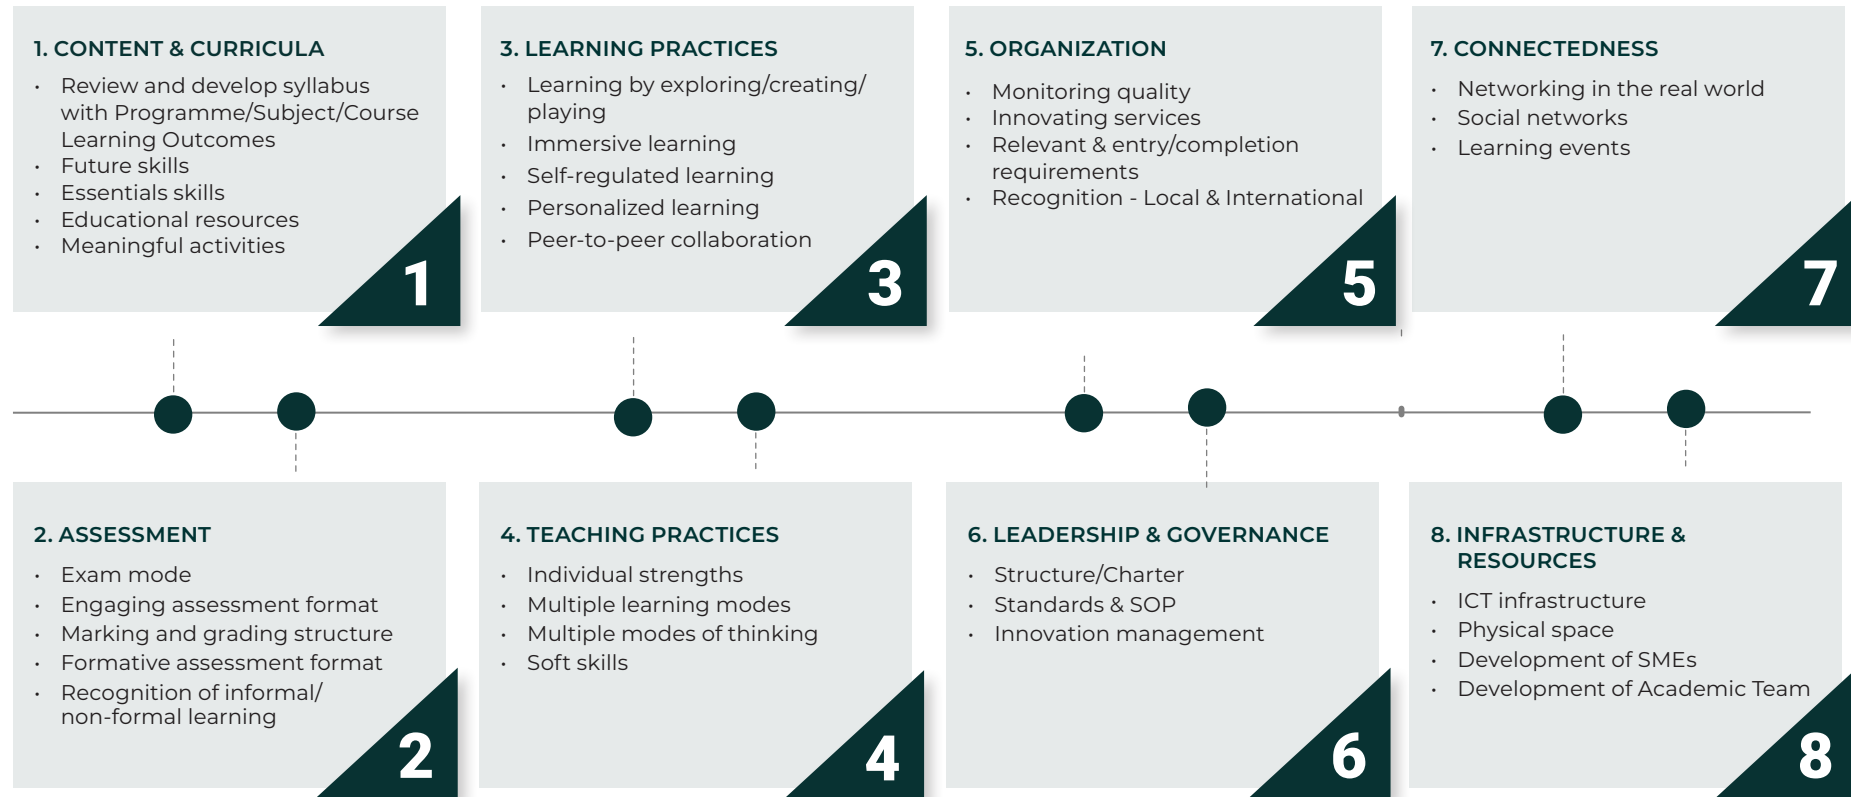 1. CONTENT & CURRICULA
• Review and develop syllabus
with Programme/Subject/Course
Learning Outcomes
• Future skills
• Essentials skills
• Educational resources
• Meaningful activities
1
2. ASSESSMENT
• Exam mode
• Engaging assessment format
• Marking and grading structure
• Formative assessment format
• Recognition of informal/
non-formal learning
2
3. LEARNING PRACTICES
• Learning by exploring/creating/
playing
• Immersive learning
• Self-regulated learning
• Personalized learning
• Peer-to-peer collaboration
3
4. TEACHING PRACTICES
• Individual strengths
• Multiple learning modes
• Multiple modes of thinking
• Soft skills
4
5. ORGANIZATION
• Monitoring quality
• Innovating services
• Relevant & entry/completion
requirements
• Recognition - Local & International
5
6. LEADERSHIP & GOVERNANCE
• Structure/Charter
• Standards & SOP
• Innovation management
6
7. CONNECTEDNESS
• Networking in the real world
• Social networks
• Learning events
7
8. INFRASTRUCTURE &
RESOURCES
• ICT infrastructure
• Physical space
• Development of SMEs
• Development of Academic Team
8